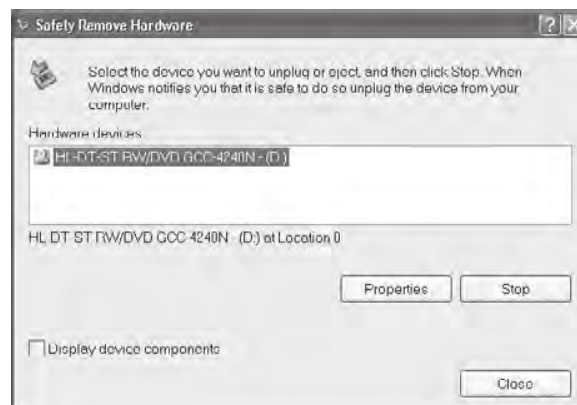 Safely Remove Hardware
Select the device you want to unplug or eject, and then click Stop. When
Windows notifies you that it is safe to do so unplug the device from your
computer.
Hardware devices
HL-DT-ST RW/DVD GCC-4240N - (D:)
HL-DT-ST RW/DVD GCC-4240N - (D:) at Location 0
Properties
Stop
Display device components
Close